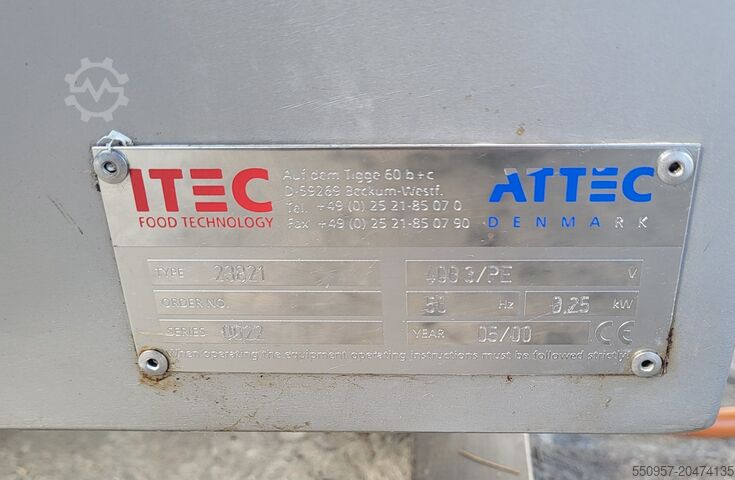 ITEC
FOOD TECHNOLOGY
Auf dem Tigge 60 b+c
D-59269 Beckum-Westf.
Tel. +49 (0) 25 21-85 07 0
Fax +49 (0) 25 21-85 07 90
ATTEC
DENMARK
TYPE 23821
3/PE V
ORDER NO.
50 Hz 0.25 kW
SERIES 0022
YEAR 05/00 CE
When operating the equipment operating instructions must be followed strictly!
550957-20474135